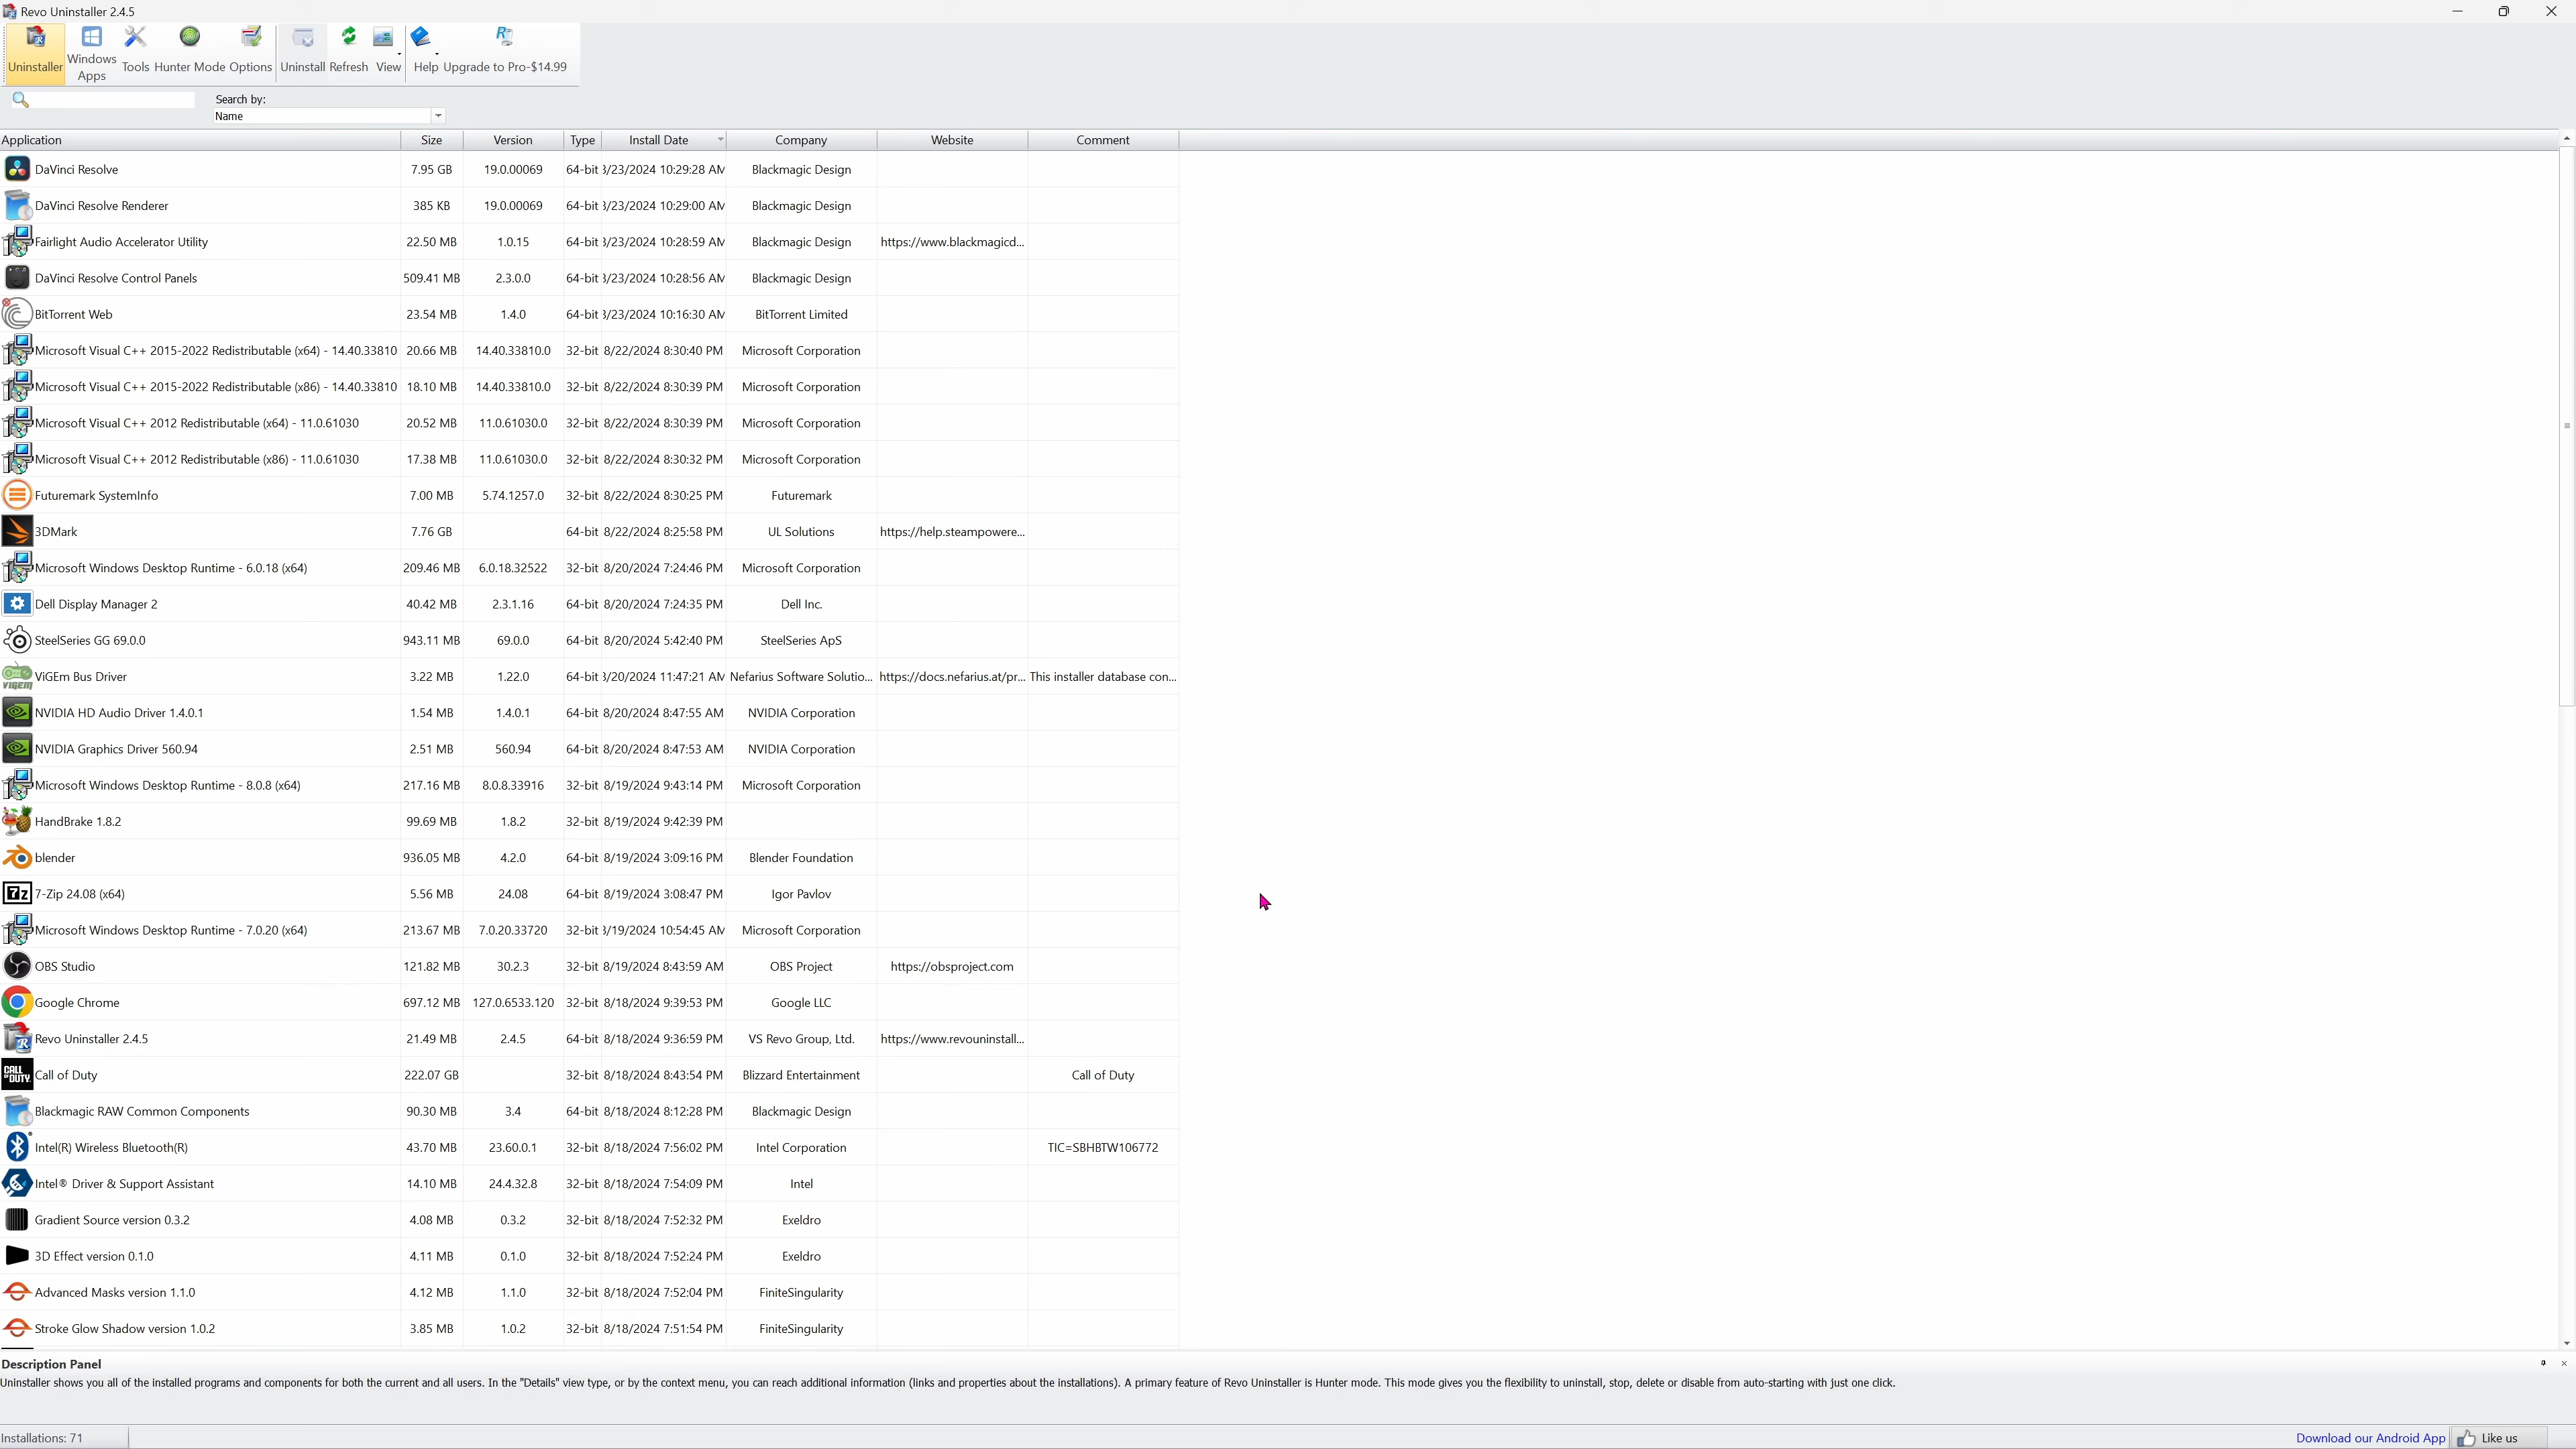 Revo Uninstaller 2.4.5
Uninstaller Windows Apps Tools Hunter Mode Options Uninstall Refresh View Help Upgrade to Pro-$14.99
Search by:
Name
Application Size Version Type Install Date Company Website Comment
DaVinci Resolve 7.95 GB 19.0.00069 64-bit 3/23/2024 10:29:28 AM Blackmagic Design
DaVinci Resolve Renderer 385 KB 19.0.00069 64-bit 3/23/2024 10:29:00 AM Blackmagic Design
Fairlight Audio Accelerator Utility 22.50 MB 1.0.15 64-bit 3/23/2024 10:28:59 AM Blackmagic Design https://www.blackmagicd...
DaVinci Resolve Control Panels 509.41 MB 2.3.0.0 64-bit 3/23/2024 10:28:56 AM Blackmagic Design
BitTorrent Web 23.54 MB 1.4.0 64-bit 3/23/2024 10:16:30 AM BitTorrent Limited
Microsoft Visual C++ 2015-2022 Redistributable (x64) - 14.40.33810 20.66 MB 14.40.33810.0 32-bit 8/22/2024 8:30:40 PM Microsoft Corporation
Microsoft Visual C++ 2015-2022 Redistributable (x86) - 14.40.33810 18.10 MB 14.40.33810.0 32-bit 8/22/2024 8:30:39 PM Microsoft Corporation
Microsoft Visual C++ 2012 Redistributable (x64) - 11.0.61030 20.52 MB 11.0.61030.0 32-bit 8/22/2024 8:30:39 PM Microsoft Corporation
Microsoft Visual C++ 2012 Redistributable (x86) - 11.0.61030 17.38 MB 11.0.61030.0 32-bit 8/22/2024 8:30:32 PM Microsoft Corporation
Futuremark SystemInfo 7.00 MB 5.74.1257.0 32-bit 8/22/2024 8:30:25 PM Futuremark
3DMark 7.76 GB 64-bit 8/22/2024 8:25:58 PM UL Solutions https://help.steampowere...
Microsoft Windows Desktop Runtime - 6.0.18 (x64) 209.46 MB 6.0.18.32522 32-bit 8/20/2024 7:24:46 PM Microsoft Corporation
Dell Display Manager 2 40.42 MB 2.3.1.16 64-bit 8/20/2024 7:24:35 PM Dell Inc.
SteelSeries GG 69.0.0 943.11 MB 69.0.0 64-bit 8/20/2024 5:42:40 PM SteelSeries ApS
ViGEm Bus Driver 3.22 MB 1.22.0 64-bit 3/20/2024 11:47:21 AM Nefarius Software Solutio... https://docs.nefarius.at/pr... This installer database con...
NVIDIA HD Audio Driver 1.4.0.1 1.54 MB 1.4.0.1 64-bit 8/20/2024 8:47:55 AM NVIDIA Corporation
NVIDIA Graphics Driver 560.94 2.51 MB 560.94 64-bit 8/20/2024 8:47:53 AM NVIDIA Corporation
Microsoft Windows Desktop Runtime - 8.0.8 (x64) 217.16 MB 8.0.8.33916 32-bit 8/19/2024 9:43:14 PM Microsoft Corporation
HandBrake 1.8.2 99.69 MB 1.8.2 32-bit 8/19/2024 9:42:39 PM
blender 936.05 MB 4.2.0 64-bit 8/19/2024 3:09:16 PM Blender Foundation
7z 7-Zip 24.08 (x64) 5.56 MB 24.08 64-bit 8/19/2024 3:08:47 PM Igor Pavlov
Microsoft Windows Desktop Runtime - 7.0.20 (x64) 213.67 MB 7.0.20.33720 32-bit 3/19/2024 10:54:45 AM Microsoft Corporation
OBS Studio 121.82 MB 30.2.3 32-bit 8/19/2024 8:43:59 AM OBS Project https://obsproject.com
Google Chrome 697.12 MB 127.0.6533.120 32-bit 8/18/2024 9:39:53 PM Google LLC
Revo Uninstaller 2.4.5 21.49 MB 2.4.5 64-bit 8/18/2024 9:36:59 PM VS Revo Group, Ltd. https://www.revouninstall...
CALL OF DUTY Call of Duty 222.07 GB 32-bit 8/18/2024 8:43:54 PM Blizzard Entertainment Call of Duty
Blackmagic RAW Common Components 90.30 MB 3.4 64-bit 8/18/2024 8:12:28 PM Blackmagic Design
Intel(R) Wireless Bluetooth(R) 43.70 MB 23.60.0.1 32-bit 8/18/2024 7:56:02 PM Intel Corporation TIC=SBHBTW106772
Intel® Driver & Support Assistant 14.10 MB 24.4.32.8 32-bit 8/18/2024 7:54:09 PM Intel
Gradient Source version 0.3.2 4.08 MB 0.3.2 32-bit 8/18/2024 7:52:32 PM Exeldro
3D Effect version 0.1.0 4.11 MB 0.1.0 32-bit 8/18/2024 7:52:24 PM Exeldro
Advanced Masks version 1.1.0 4.12 MB 1.1.0 32-bit 8/18/2024 7:52:04 PM FiniteSingularity
Stroke Glow Shadow version 1.0.2 3.85 MB 1.0.2 32-bit 8/18/2024 7:51:54 PM FiniteSingularity
Description Panel
Uninstaller shows you all of the installed programs and components for both the current and all users. In the "Details" view type, or by the context menu, you can reach additional information (links and properties about the installations). A primary feature of Revo Uninstaller is Hunter mode. This mode gives you the flexibility to uninstall, stop, delete or disable from auto-starting with just one click.
Installations: 71 Download our Android App Like us